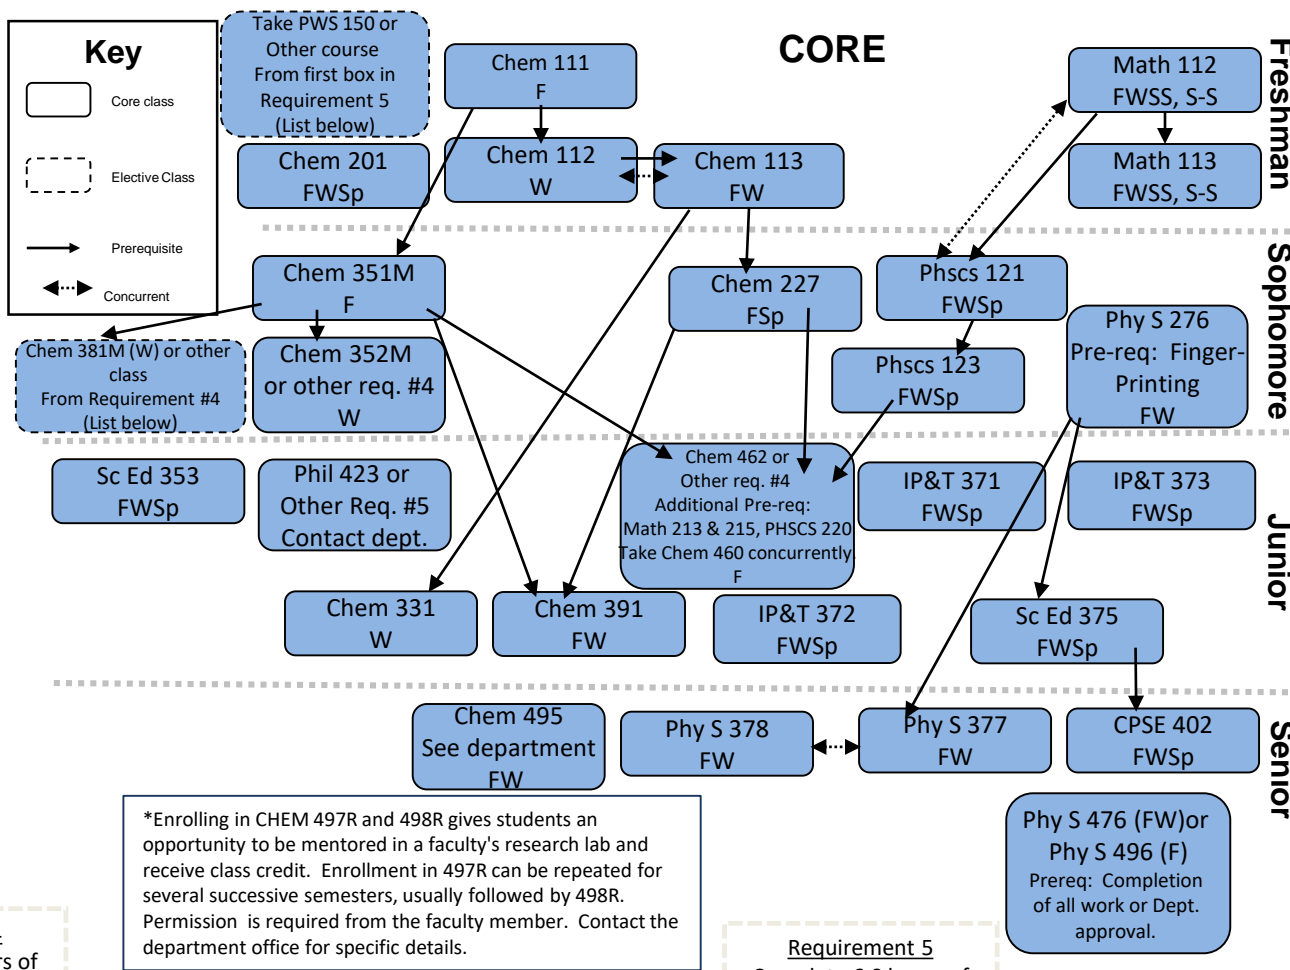 Key
Core class
Elective Class
Prerequisite
Concurrent
Take PWS 150 or
Other course
From first box in
Requirement 5
(List below)
Chem 111
F
CORE
Math 112
FWSS, S-S
Freshman
Chem 201
FWSp
Chem 112
W
Chem 113
FW
Math 113
FWSS, S-S
Chem 351M
F
Chem 227
FSp
Phscs 121
FWSp
Sophomore
Chem 381M (W) or other
class
From Requirement #4
(List below)
Chem 352M
or other req. #4
W
Phscs 123
FWSp
Phy S 276
Pre-req: Finger-
Printing
FW
Sc Ed 353
FWSp
Phil 423 or
Other Req. #5
Contact dept.
Chem 462 or
Other req. #4
Additional Pre-req:
Math 213 & 215, PHSCS 220
Take Chem 460 concurrently.
F
IP&T 371
FWSp
IP&T 373
FWSp
Junior
Chem 331
W
Chem 391
FW
IP&T 372
FWSp
Sc Ed 375
FWSp
Chem 495
See department
FW
Phy S 378
FW
Phy S 377
FW
CPSE 402
FWSp
Senior
*Enrolling in CHEM 497R and 498R gives students an
opportunity to be mentored in a faculty's research lab and
receive class credit.  Enrollment in 497R can be repeated for
several successive semesters, usually followed by 498R.
Permission  is required from the faculty member.  Contact the
department office for specific details.
Phy S 476 (FW)or
Phy S 496 (F)
Prereq:  Completion
of all work or Dept.
approval.
rs of
Requirement 5